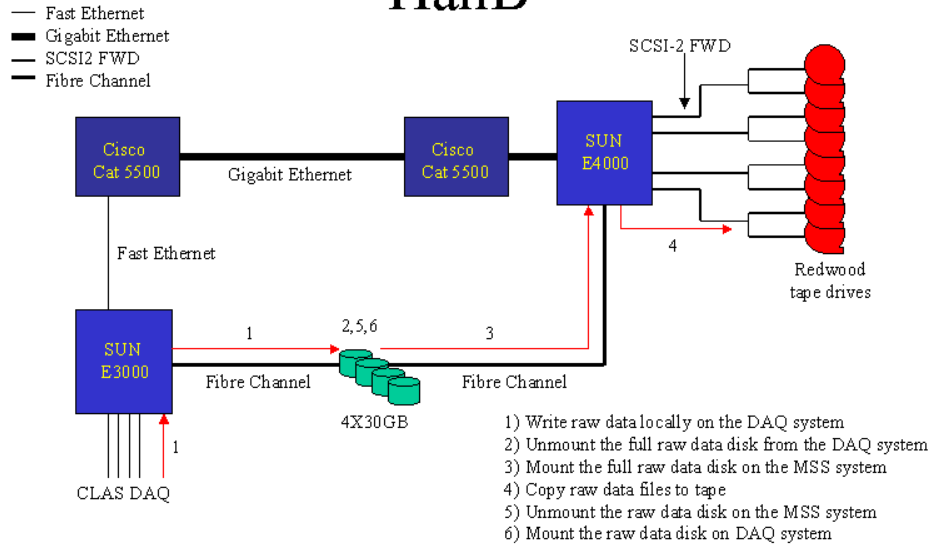 HallB
Fast Ethernet
Gigabit Ethernet
SCSI2 FWD
Fibre Channel
SCSI-2 FWD
Cisco
Cat 5500
Gigabit Ethernet
Cisco
Cat 5500
SUN
E4000
4
Redwood
tape drives
Fast Ethernet
SUN
E3000
1
2,5,6
3
Fibre Channel
Fibre Channel
4X30GB
1
CLAS DAQ
1) Write raw data locally on the DAQ system
2) Unmount the full raw data disk from the DAQ system
3) Mount the full raw data disk on the MSS system
4) Copy raw data files to tape
5) Unmount the raw data disk on the MSS system
6) Mount the raw data disk on DAQ system